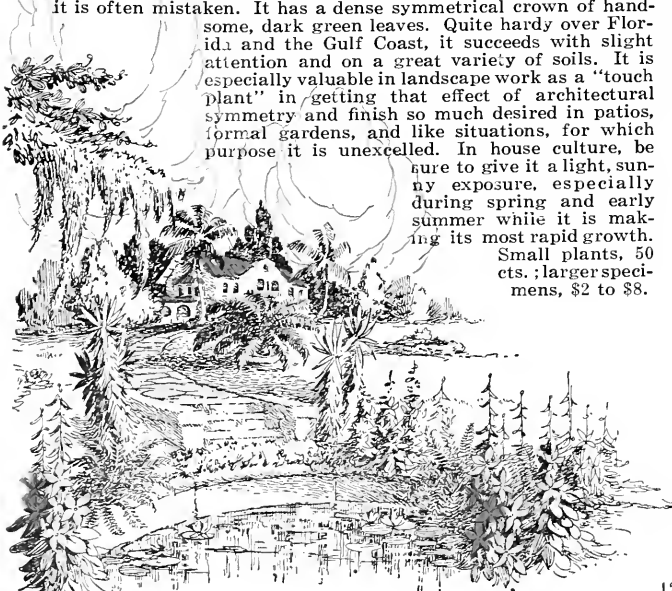 it is often mistaken. It has a dense symmetrical crown of hand-
some, dark green leaves. Quite hardy over Flor-
ida and the Gulf Coast, it succeeds with slight
attention and on a great variety of soils. It is
especially valuable in landscape work as a "touch
plant" in getting that effect of architectural
symmetry and finish so much desired in patios,
formal gardens, and like situations, for which
purpose it is unexcelled. In house culture, be
sure to give it a light, sun-
ny exposure, especially
during spring and early
summer while it is mak-
ing its most rapid growth.
Small plants, 50
cts.; larger speci-
mens, $2 to $8.